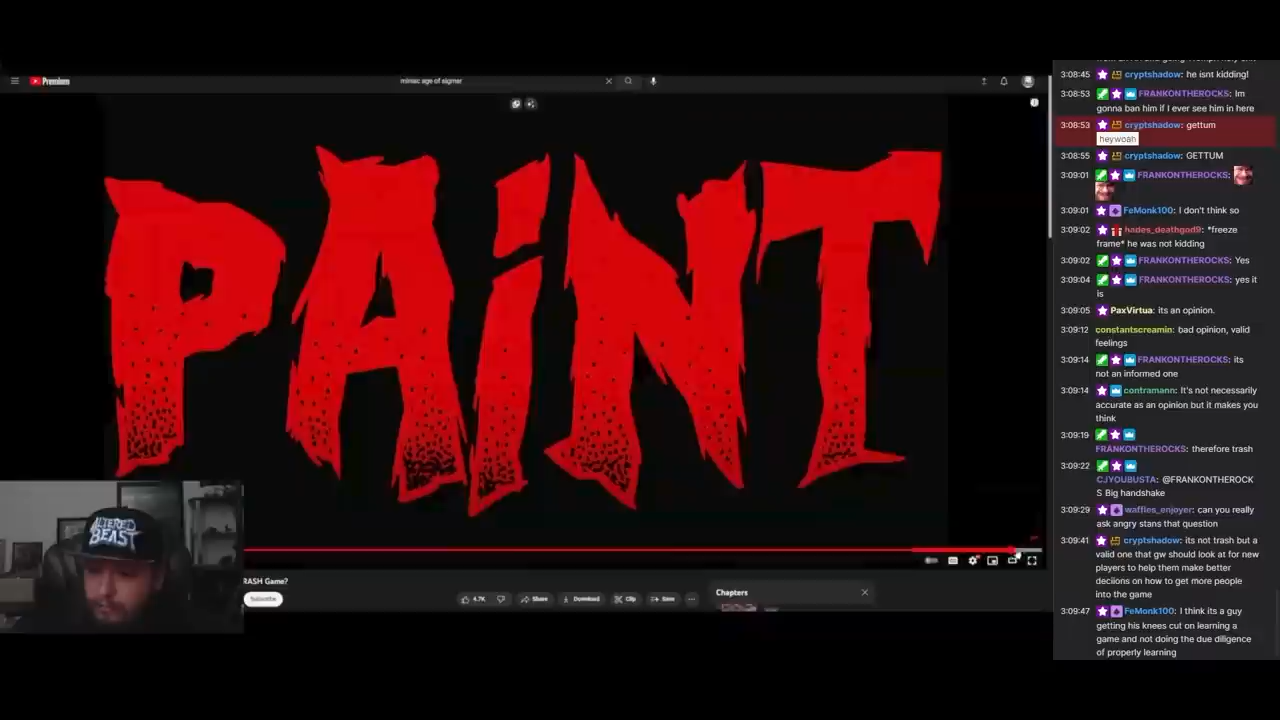 Premium
miniac age of sigmar
PAiNT
ALTERED
BEAST
RASH Game?
Subscribe
4.7K
Share
Download
Clip
Save
Chapters
3:08:45 cryptshadow: he isnt kidding!
3:08:53 FRANKONTHEROCKS: Im
gonna ban him if I ever see him in here
3:08:53 cryptshadow: gettum
heywoah
3:08:55 cryptshadow: GETTUM
3:09:01 FRANKONTHEROCKS:
3:09:01 FeMonk100: I don't think so
3:09:02 hades_deathgod9: *freeze
frame* he was not kidding
3:09:02 FRANKONTHEROCKS: Yes
3:09:04 FRANKONTHEROCKS: yes it
is
3:09:05 PaxVirtua: its an opinion.
3:09:12 constantscreamin: bad opinion, valid
feelings
3:09:14 FRANKONTHEROCKS: its
not an informed one
3:09:14 contramann: It's not necessarily
accurate as an opinion but it makes you
think
3:09:19
FRANKONTHEROCKS: therefore trash
3:09:22
CJYOUBUSTA: @FRANKONTHEROCK
S Big handshake
3:09:29 waffles_enjoyer: can you really
ask angry stans that question
3:09:41 cryptshadow: its not trash but a
valid one that gw should look at for new
players to help them make better
deciions on how to get more people
into the game
3:09:47 FeMonk100: I think its a guy
getting his knees cut on learning a
game and not doing the due diligence
of properly learning